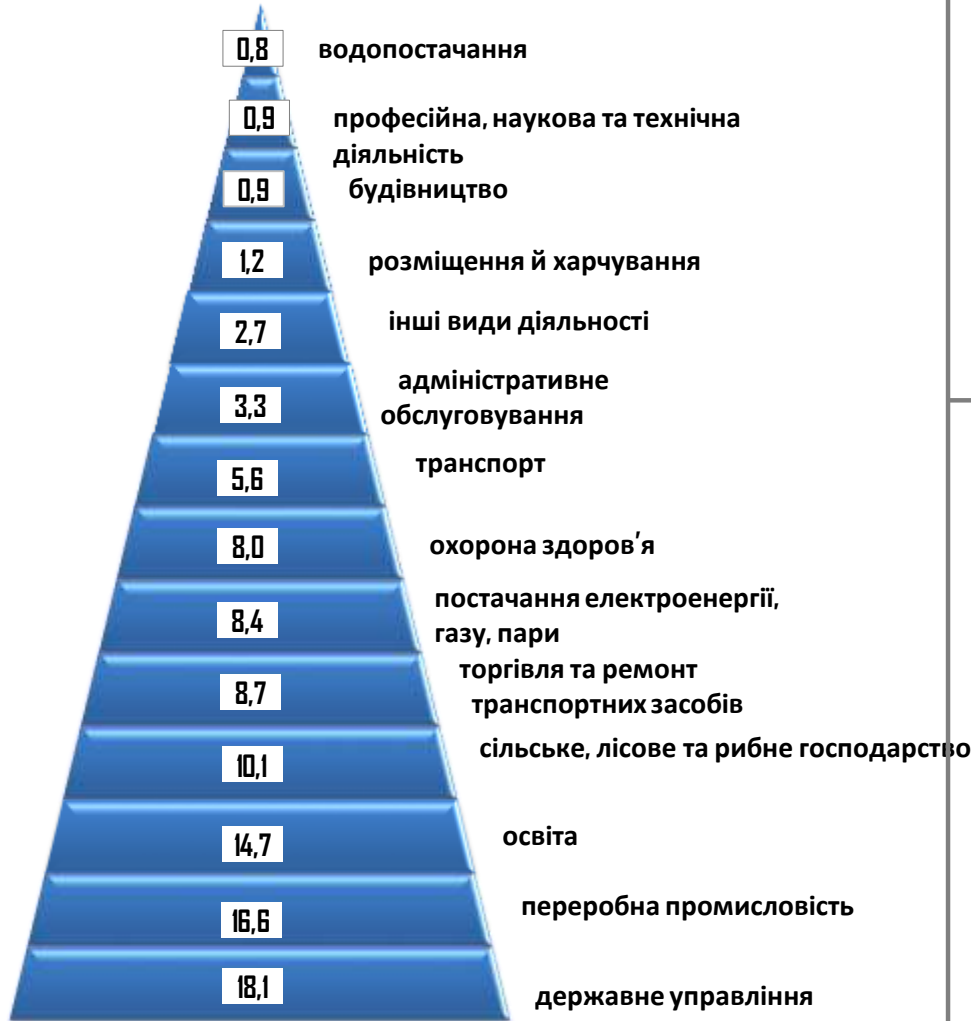 0,8 водопостачання
0,9 професійна, наукова та технічна
діяльність
0,9 будівництво
1,2 розміщення й харчування
2,7 інші види діяльності
3,3 адміністративне
обслуговування
5,6 транспорт
8,0 охорона здоров'я
8,4 постачання електроенергії,
газу, пари
8,7 торгівля та ремонт
транспортних засобів
10,1 сільське, лісове та рибне господарство
14,7 освіта
16,6 переробна промисловість
18,1 державне управління